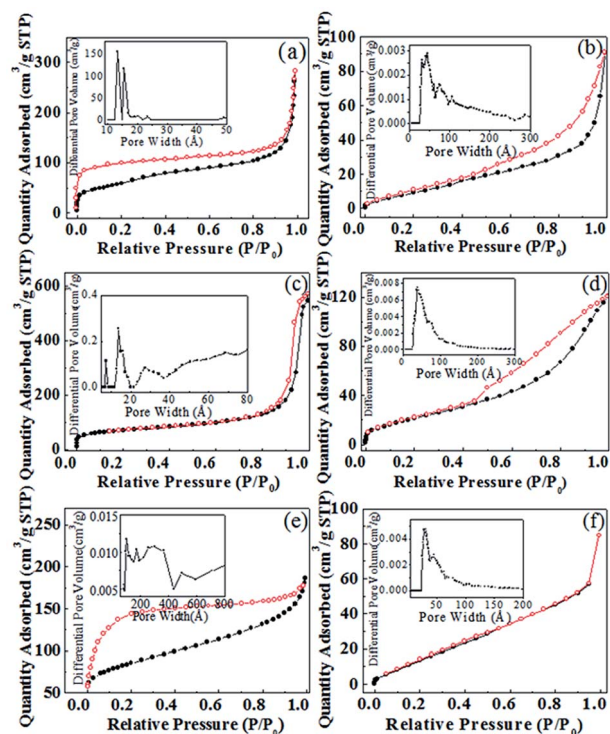 (a)
Quantity Adsorbed (cm³/g STP)
300
200
100
0
0.0 0.2 0.4 0.6 0.8 1.0
Relative Pressure (P/P₀)
Differential Pore Volume (cm³/g)
150
100
50
0
10 20 30 40 50
Pore Width (Å)
(b)
Quantity Adsorbed (cm³/g STP)
100
80
60
40
20
0
0.0 0.2 0.4 0.6 0.8 1.0
Relative Pressure (P/P₀)
Differential Pore Volume(cm³/g)
0.003
0.002
0.001
0.000
0 100 200 300
Pore Width (Å)
(c)
Quantity Adsorbed (cm³/g STP)
600
500
400
300
200
100
0
0.0 0.2 0.4 0.6 0.8 1.0
Relative Pressure (P/P₀)
Differential Pore Volume(cm³/g)
0.4
0.2
0.0
20 40 60 80
Pore Width (Å)
(d)
Quantity Adsorbed (cm³/g STP)
120
80
40
0
0.0 0.2 0.4 0.6 0.8 1.0
Relative Pressure (P/P₀)
Differential Pore Volume (cm³/g)
0.008
0.006
0.004
0.002
0.000
0 100 200 300
Pore Width (Å)
(e)
Quantity Adsorbed (cm³/g STP)
250
200
150
100
50
0.0 0.2 0.4 0.6 0.8 1.0
Relative Pressure (P/P₀)
Differential Pore Volume(cm³/g)
0.015
0.010
0.005
200 400 600 800
Pore Width(Å)
(f)
Quantity Adsorbed (cm³/g STP)
100
80
60
40
20
0
0.0 0.2 0.4 0.6 0.8 1.0
Relative Pressure (P/P₀)
Differential Pore Volume(cm³/g)
0.004
0.002
0.000
50 100 150 200
Pore Width (Å)